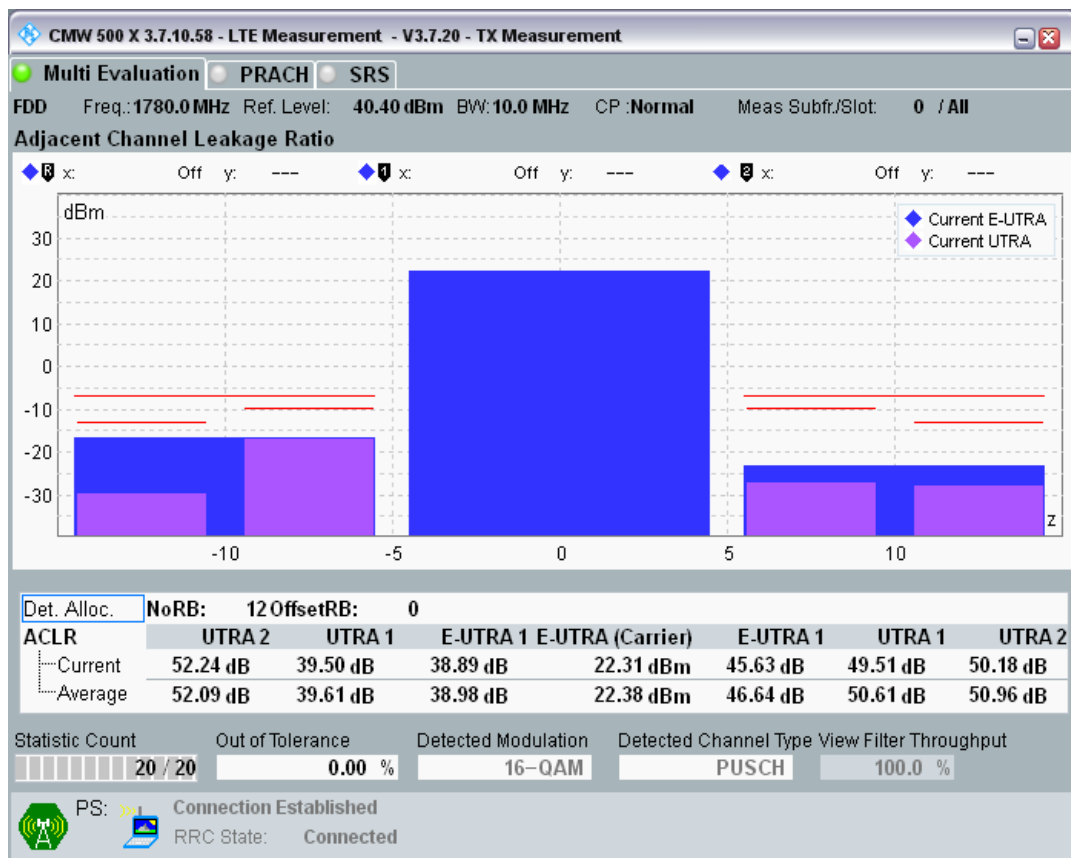 CMW 500 X 3.7.10.58 - LTE Measurement - V3.7.20 - TX Measurement
Multi Evaluation PRACH SRS
FDD Freq.: 1780.0 MHz Ref. Level: 40.40 dBm BW: 10.0 MHz CP :Normal Meas Subfr./Slot: 0 / All
Adjacent Channel Leakage Ratio
R x: Off y: --- 1 x: Off y: --- 2 x: Off y: ---
dBm
Current E-UTRA
Current UTRA
30
20
10
0
-10
-20
-30
z
-10 -5 0 5 10
Det. Alloc. NoRB: 12 OffsetRB: 0
ACLR UTRA 2 UTRA 1 E-UTRA 1 E-UTRA (Carrier) E-UTRA 1 UTRA 1 UTRA 2
Current 52.24 dB 39.50 dB 38.89 dB 22.31 dBm 45.63 dB 49.51 dB 50.18 dB
Average 52.09 dB 39.61 dB 38.98 dB 22.38 dBm 46.64 dB 50.61 dB 50.96 dB
Statistic Count Out of Tolerance Detected Modulation Detected Channel Type View Filter Throughput
20 / 20 0.00 % 16-QAM PUSCH 100.0 %
PS: Connection Established
RRC State: Connected